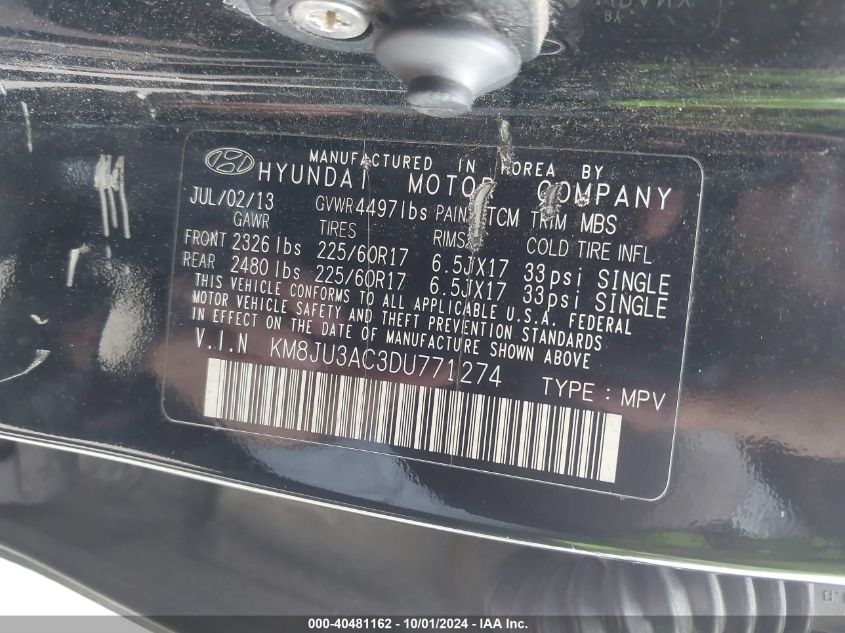 MANUFACTURED IN KOREA BY
HYUNDAI MOTOR COMPANY
JUL/02/13 GVWR 4497lbs PAINT TCM TRIM MBS
GAWR TIRES RIMS COLD TIRE INFL
FRONT 2326 lbs 225/60R17 6.5JX17 33psi SINGLE
REAR 2480 lbs 225/60R17 6.5JX17 33psi SINGLE
THIS VEHICLE CONFORMS TO ALL APPLICABLE U.S.A. FEDERAL
MOTOR VEHICLE SAFETY AND THEFT PREVENTION STANDARDS
IN EFFECT ON THE DATE OF MANUFACTURE SHOWN ABOVE
V.I.N KM8JU3AC3DU771274
TYPE : MPV
000-40481162 - 10/01/2024 - IAA Inc.